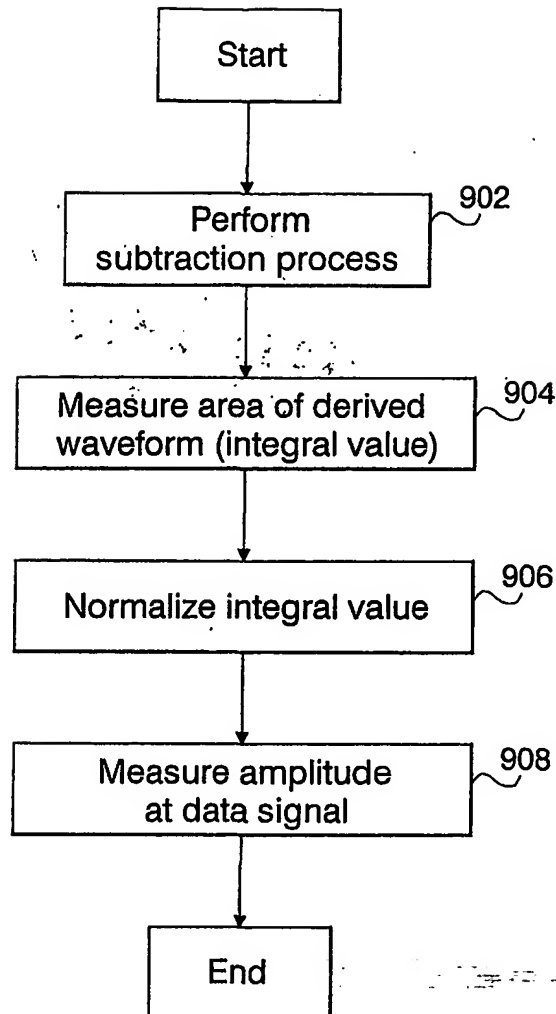 Start
902
Perform
subtraction process
904
Measure area of derived
waveform (integral value)
906
Normalize integral value
908
Measure amplitude
at data signal
End